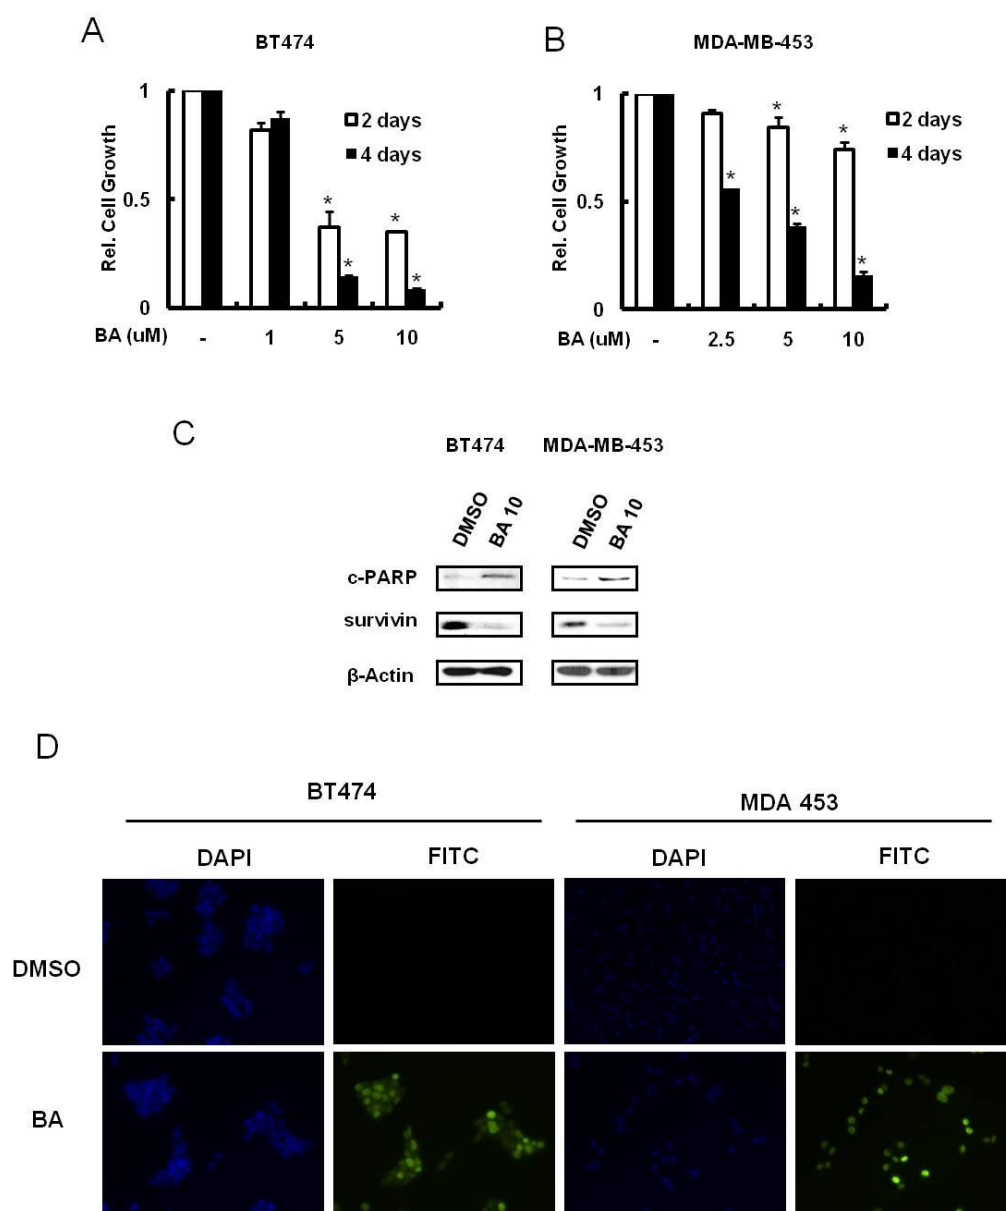 A
BT474
1
0.5
0
Rel. Cell Growth
2 days
4 days
* * * *
BA (uM) - 1 5 10
B
MDA-MB-453
1
0.5
0
Rel. Cell Growth
2 days
4 days
* * * * *
BA (uM) - 2.5 5 10
C
BT474 MDA-MB-453
DMSO BA 10 DMSO BA 10
c-PARP
survivin
β-Actin
D
BT474 MDA 453
DAPI FITC DAPI FITC
DMSO
BA